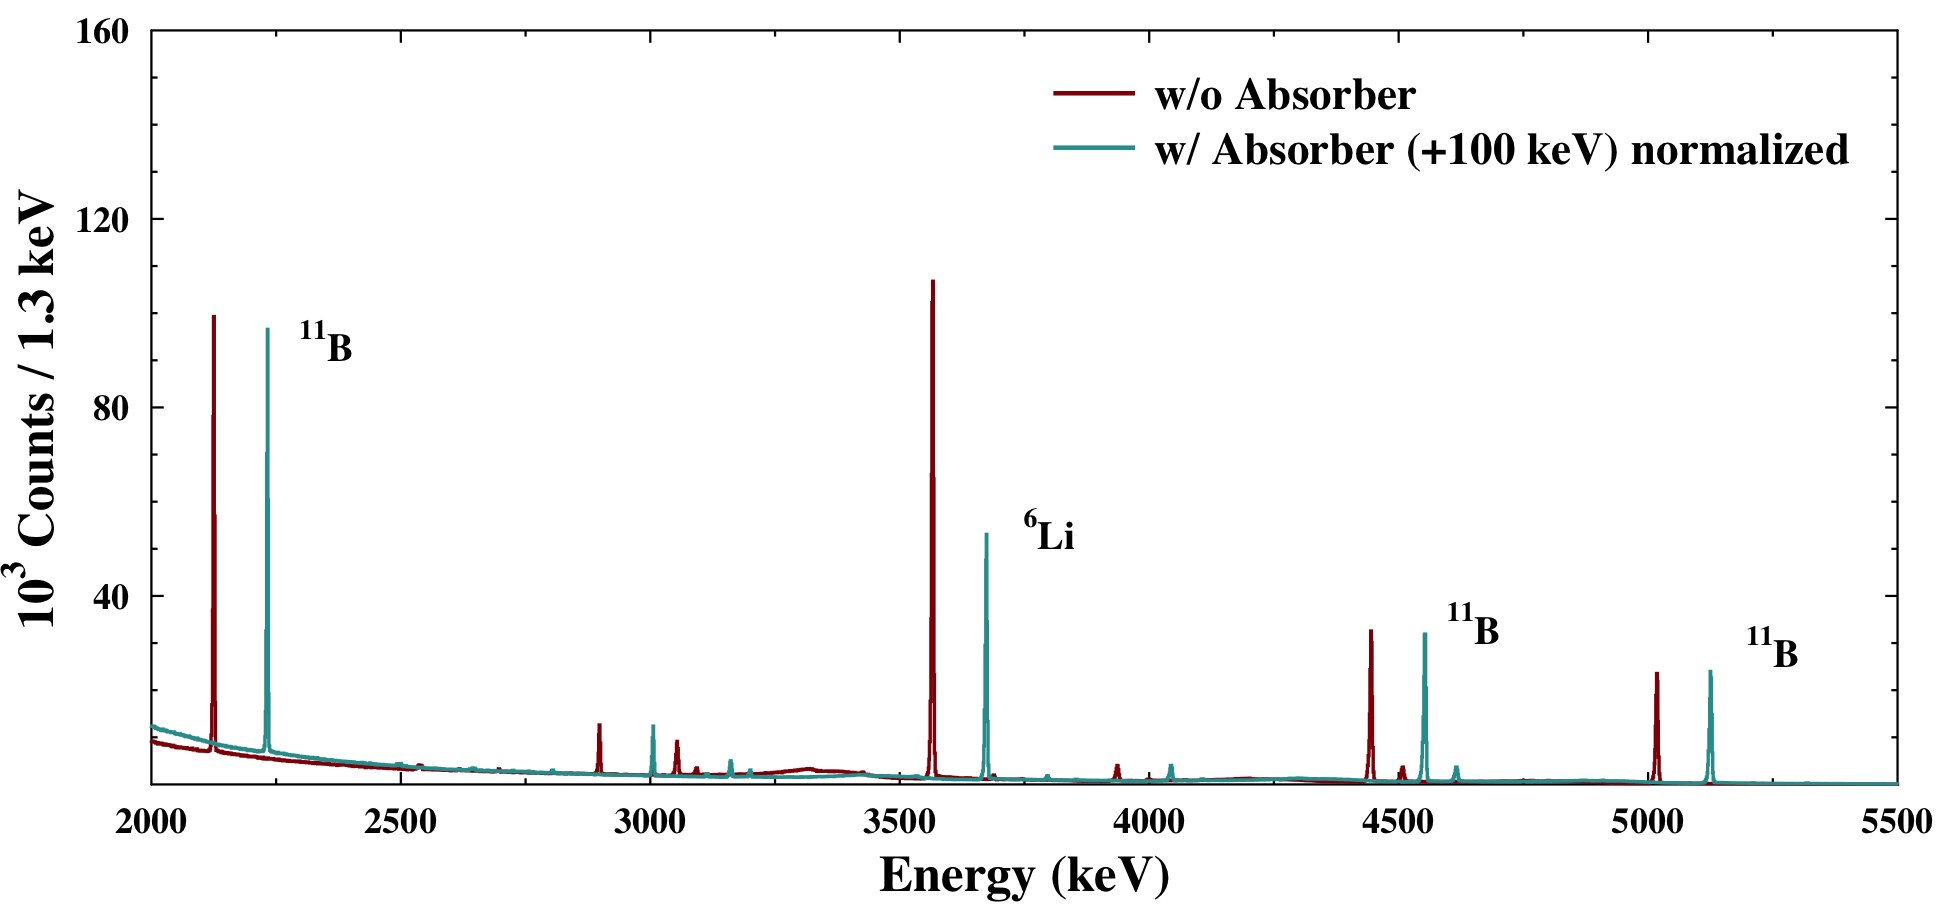 160
120
80
40
10³ Counts / 1.3 keV
w/o Absorber
w/ Absorber (+100 keV) normalized
¹¹B
⁶Li
¹¹B
¹¹B
2000 2500 3000 3500 4000 4500 5000 5500
Energy (keV)